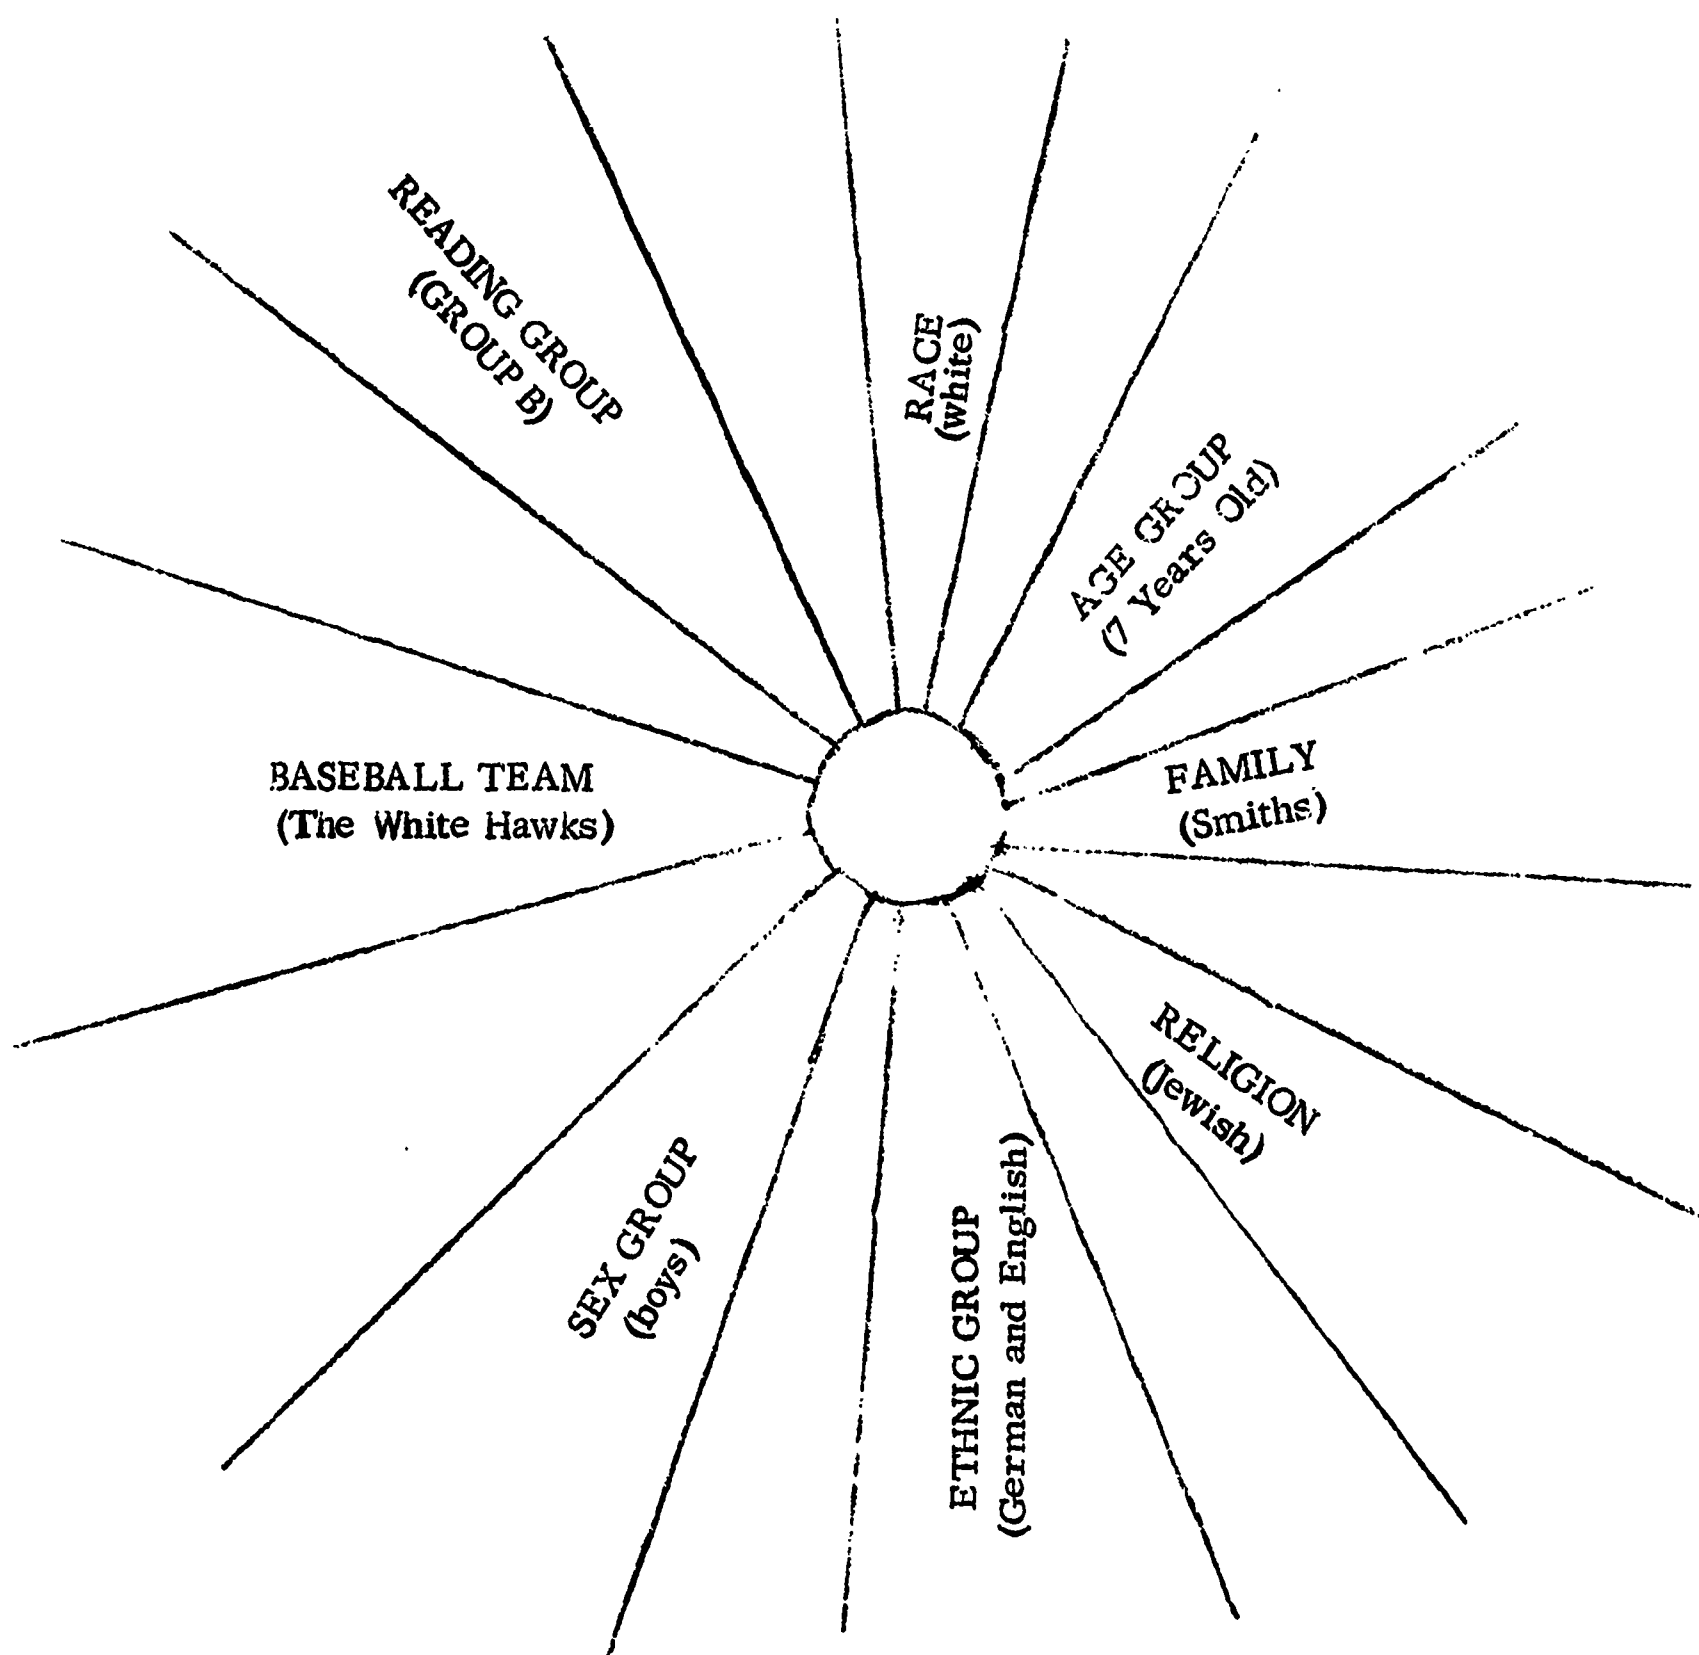 READING GROUP
(GROUP B)
RACE
(white)
AGE GROUP
(7 Years Old)
FAMILY
(Smiths)
RELIGION
(Jewish)
ETHNIC GROUP
(German and English)
SEX GROUP
(boys)
BASEBALL TEAM
(The White Hawks)